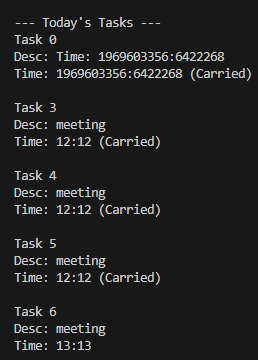 --- Today's Tasks ---
Task 0
Desc: Time: 1969603356:6422268
Time: 1969603356:6422268 (Carried)
Task 3
Desc: meeting
Time: 12:12 (Carried)
Task 4
Desc: meeting
Time: 12:12 (Carried)
Task 5
Desc: meeting
Time: 12:12 (Carried)
Task 6
Desc: meeting
Time: 13:13